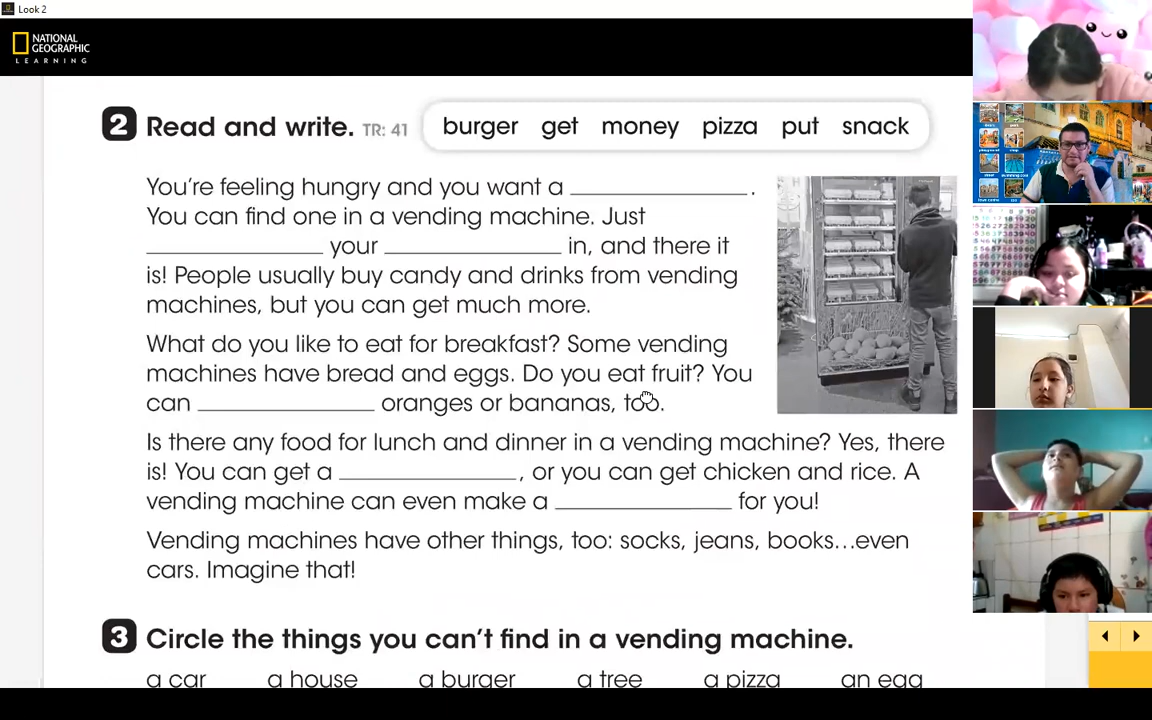 Look 2
NATIONAL
GEOGRAPHIC
LEARNING
2 Read and write. TR: 41
burger get money pizza put snack
You're feeling hungry and you want a ______________ .
You can find one in a vending machine. Just
______________ your ______________ in, and there it
is! People usually buy candy and drinks from vending
machines, but you can get much more.
What do you like to eat for breakfast? Some vending
machines have bread and eggs. Do you eat fruit? You
can ______________ oranges or bananas, too.
Is there any food for lunch and dinner in a vending machine? Yes, there
is! You can get a ______________ , or you can get chicken and rice. A
vending machine can even make a ______________ for you!
Vending machines have other things, too: socks, jeans, books…even
cars. Imagine that!
3 Circle the things you can't find in a vending machine.
a car a house a burger a tree a pizza an egg